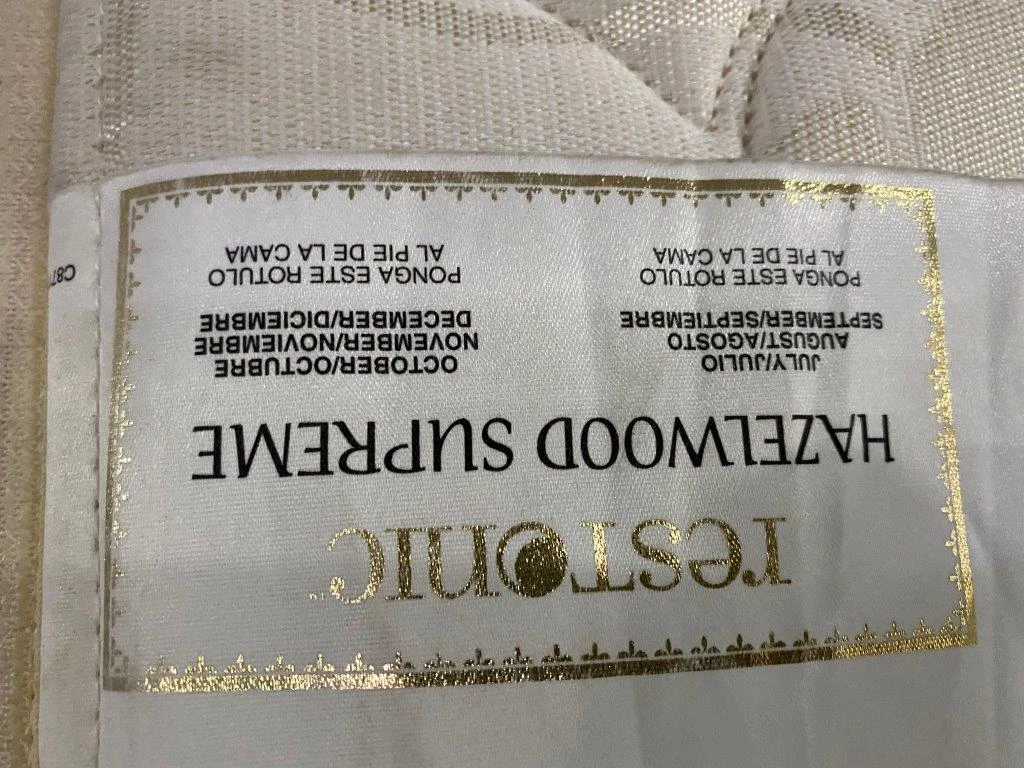 restonic
HAZELWOOD SUPREME
JULY/JULIO
AUGUST/AGOSTO
SEPTEMBER/SEPTIEMBRE
PONGA ESTE ROTULO
AL PIE DE LA CAMA
OCTOBER/OCTUBRE
NOVEMBER/NOVIEMBRE
DECEMBER/DICIEMBRE
PONGA ESTE ROTULO
AL PIE DE LA CAMA